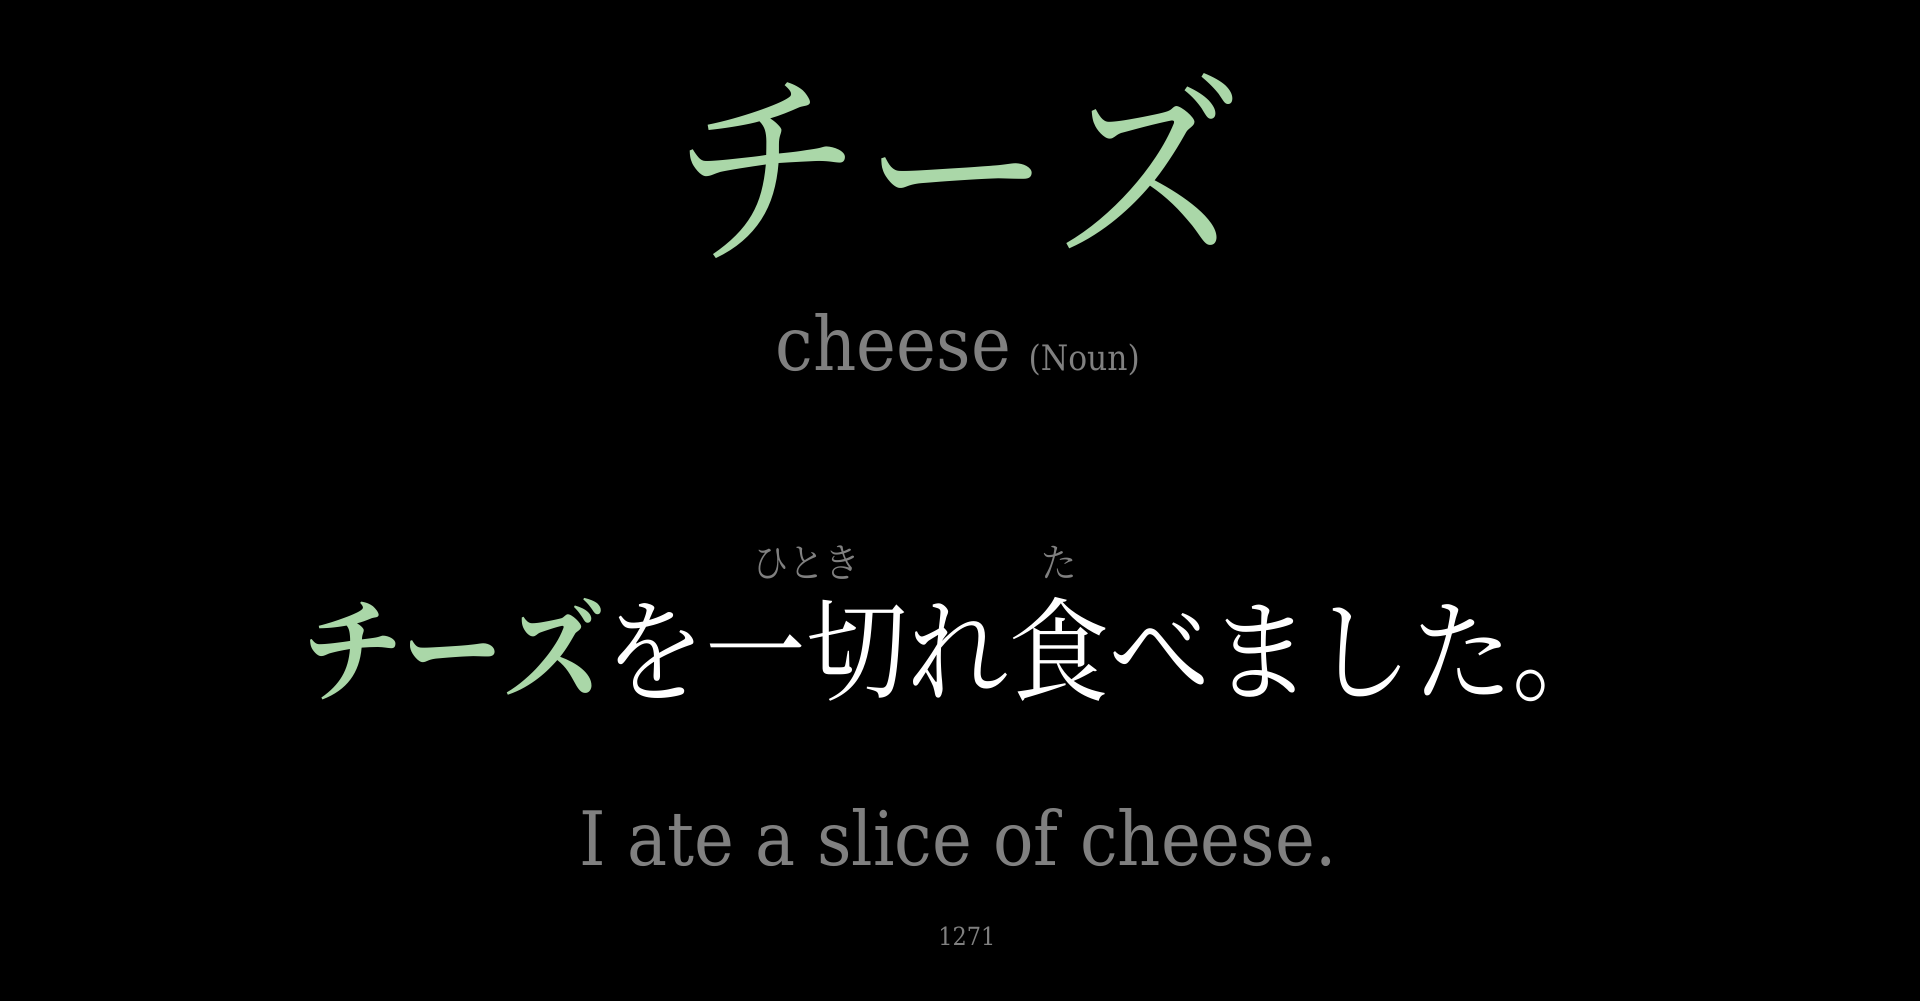 チーズ
cheese (Noun)
ひとき た
チーズを一切れ食べました。
I ate a slice of cheese.
1271